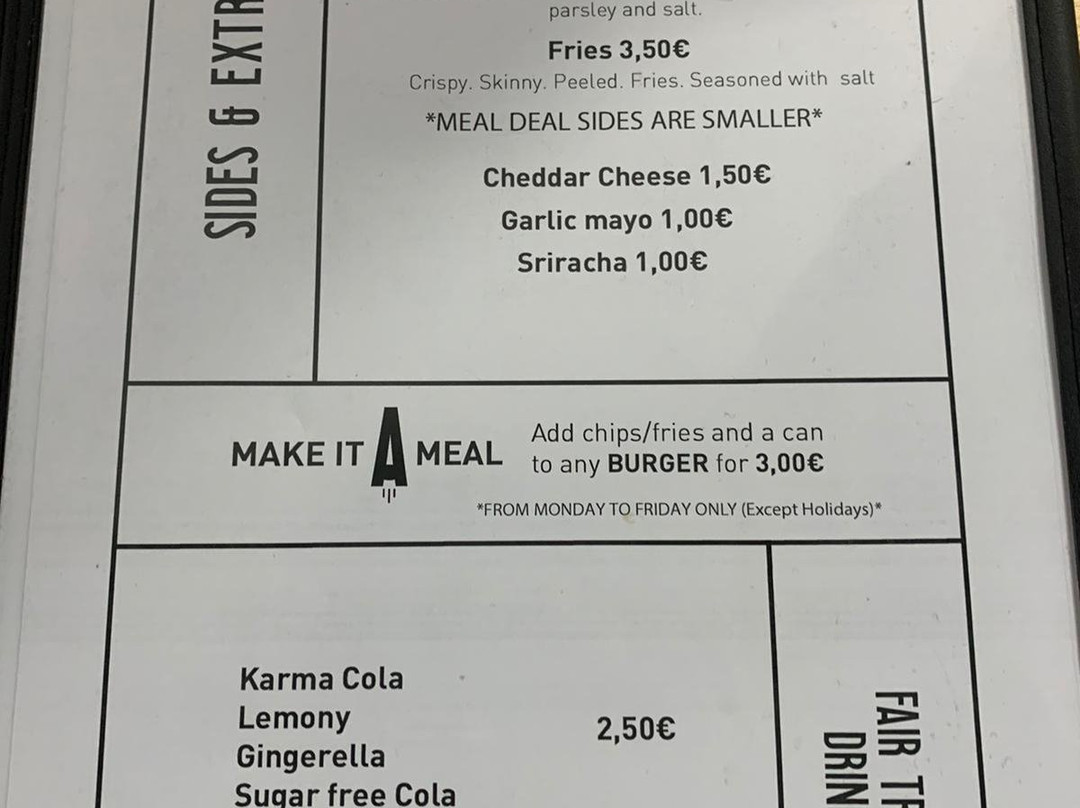 parsley and salt.
Fries 3,50€
Crispy. Skinny. Peeled. Fries. Seasoned with salt
*MEAL DEAL SIDES ARE SMALLER*
Cheddar Cheese 1,50€
Garlic mayo 1,00€
Sriracha 1,00€
SIDES & EXTR
MAKE IT A MEAL
Add chips/fries and a can
to any BURGER for 3,00€
*FROM MONDAY TO FRIDAY ONLY (Except Holidays)*
Karma Cola
Lemony
Gingerella
Sugar free Cola
2,50€
FAIR TR
DRIN